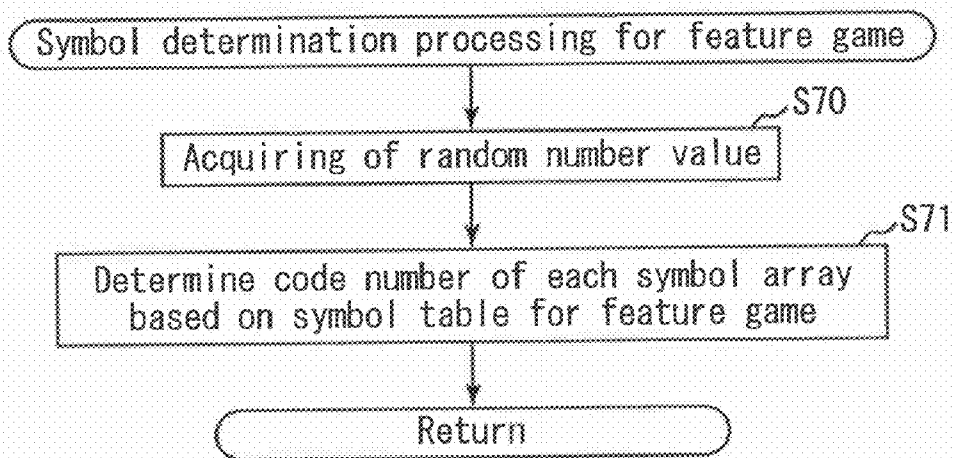 Symbol determination processing for feature game
S70
Acquiring of random number value
S71
Determine code number of each symbol array
based on symbol table for feature game
Return